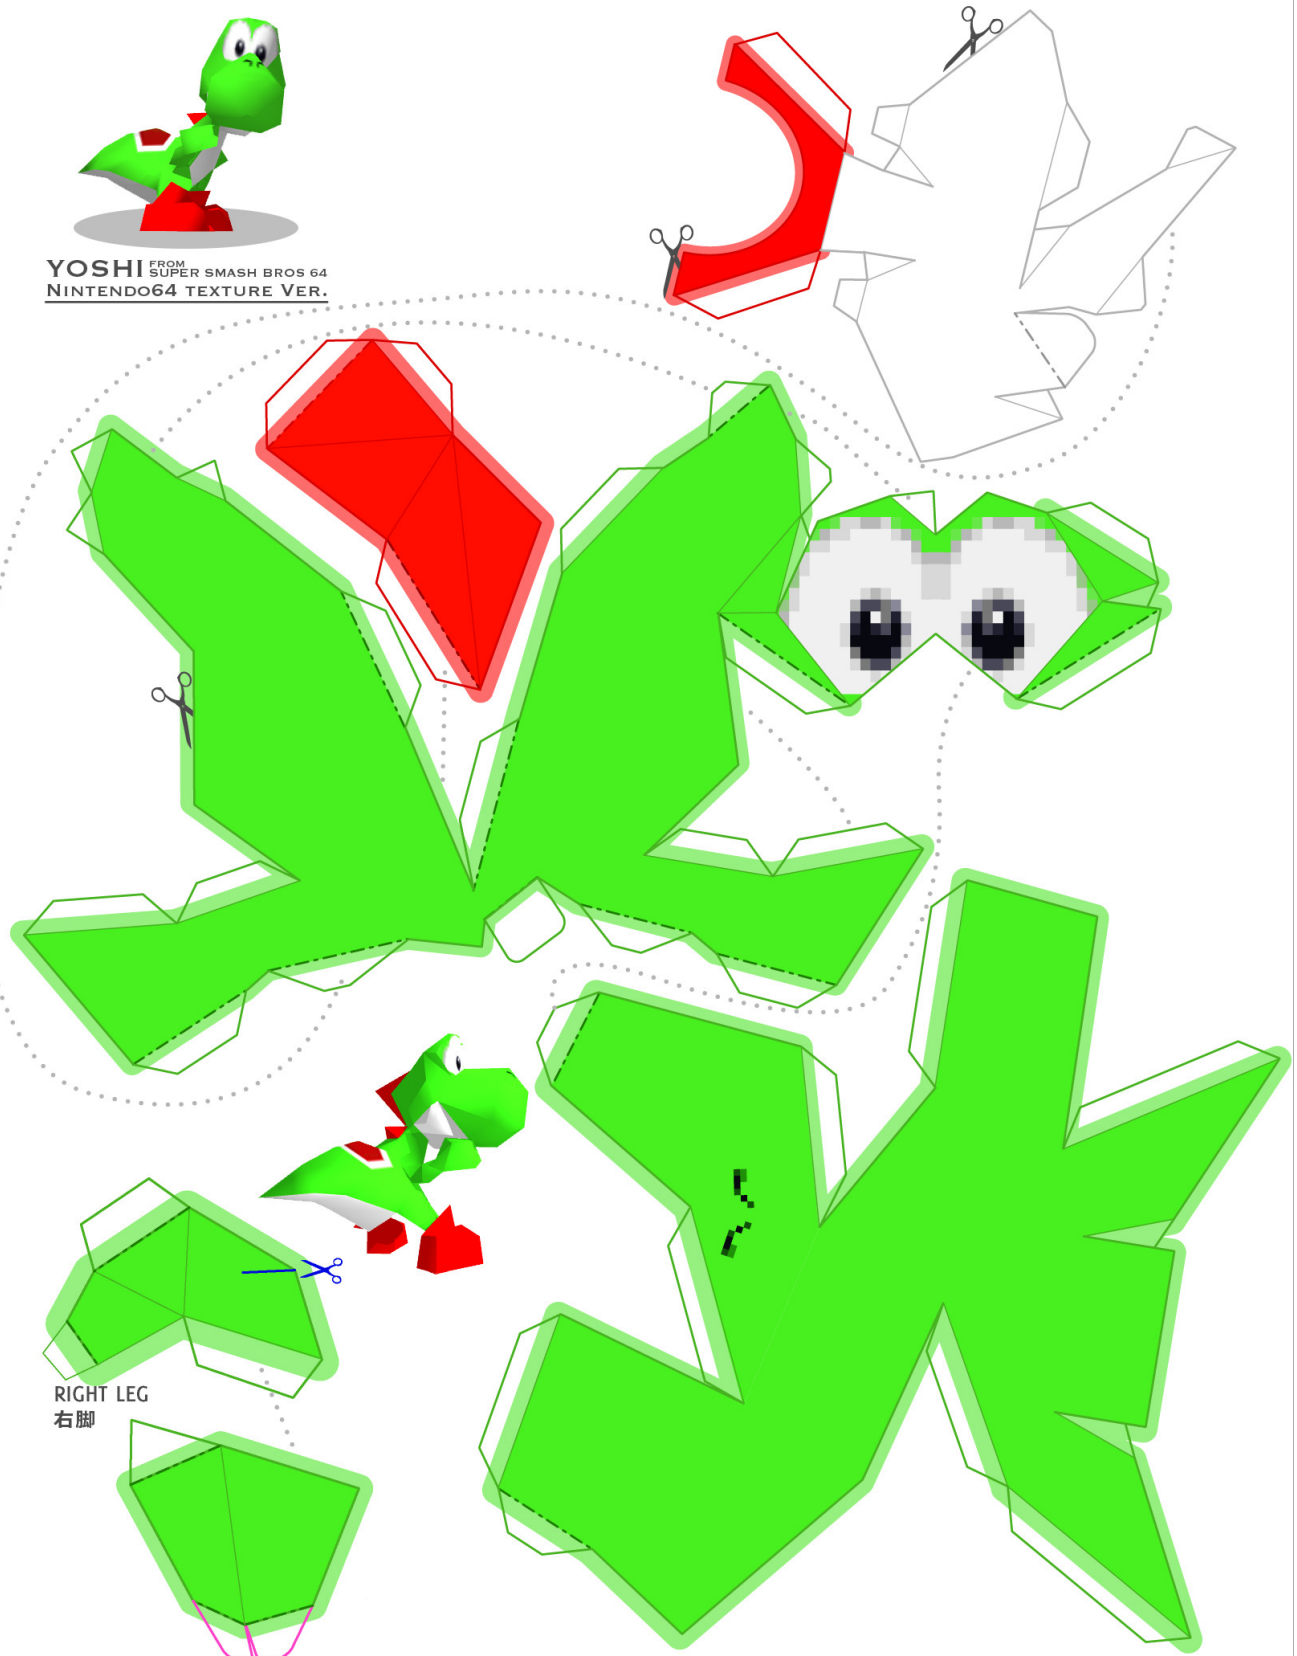 YOSHI FROM SUPER SMASH BROS 64
NINTENDO64 TEXTURE VER.
RIGHT LEG
右脚